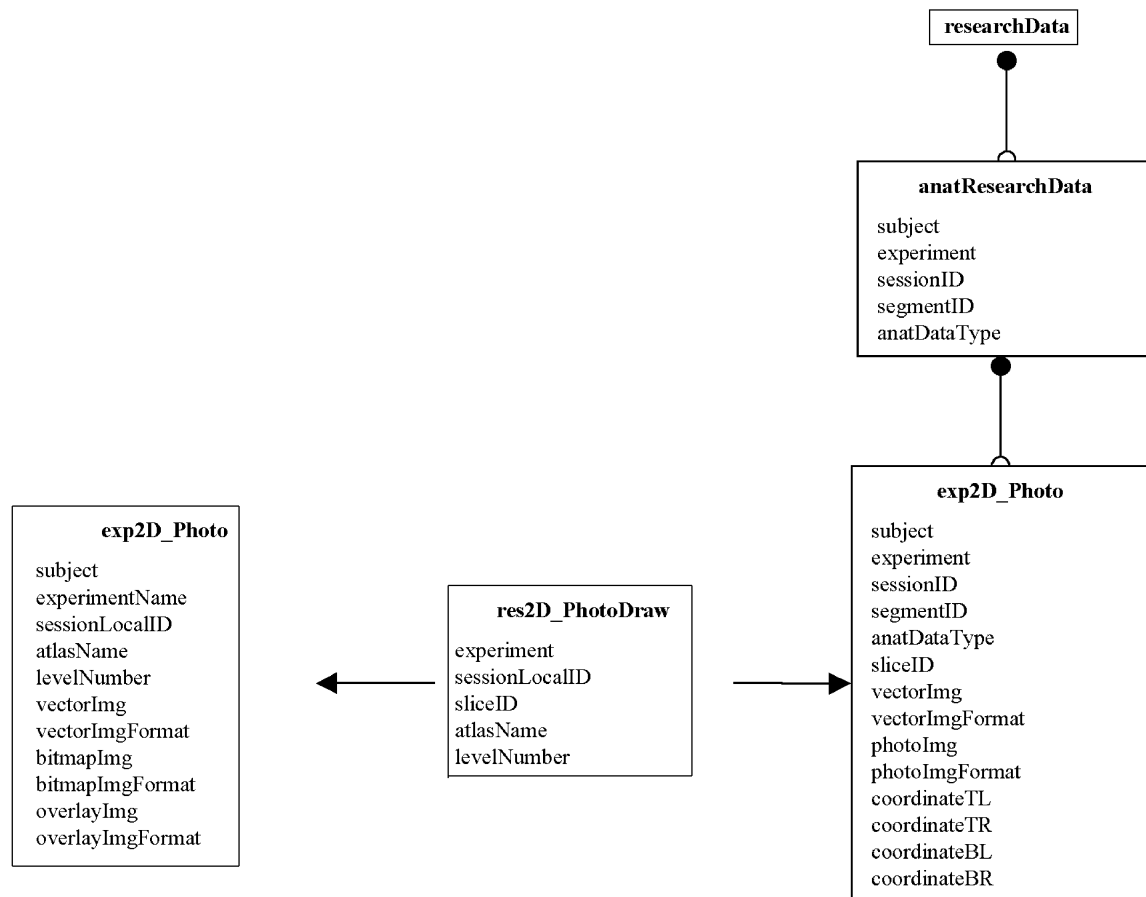 researchData
anatResearchData
subject
experiment
sessionID
segmentID
anatDataType
exp2D_Photo
subject
experimentName
sessionLocalID
atlasName
levelNumber
vectorImg
vectorImgFormat
bitmapImg
bitmapImgFormat
overlayImg
overlayImgFormat
res2D_PhotoDraw
experiment
sessionLocalID
sliceID
atlasName
levelNumber
exp2D_Photo
subject
experiment
sessionID
segmentID
anatDataType
sliceID
vectorImg
vectorImgFormat
photoImg
photoImgFormat
coordinateTL
coordinateTR
coordinateBL
coordinateBR